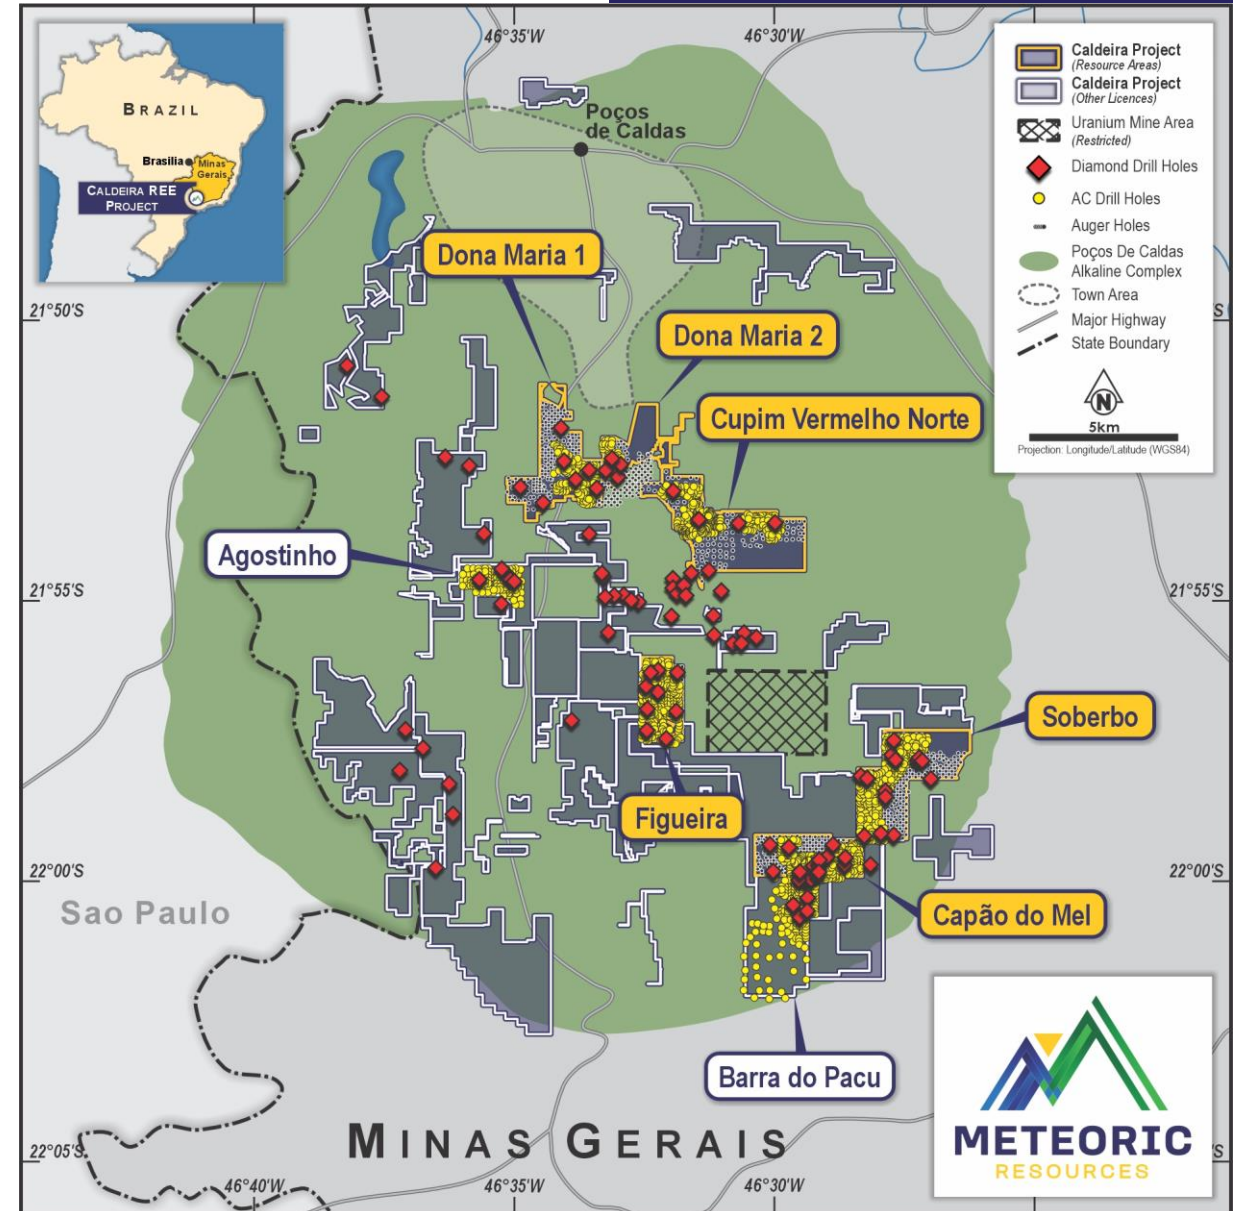 46°35'W
46°30'W
BRAZIL
Brasilia
Minas
Gerais
CALDEIRA REE
PROJECT
Poços
de Caldas
Caldeira Project
(Resource Areas)
Caldeira Project
(Other Licences)
Uranium Mine Area
(Restricted)
Diamond Drill Holes
AC Drill Holes
Auger Holes
Poços De Caldas
Alkaline Complex
Town Area
Major Highway
State Boundary
N
5km
Projection: Longitude/Latitude (WGS84)
Dona Maria 1
21°50'S
S
Dona Maria 2
Cupim Vermelho Norte
Agostinho
21°55'S
21°55'S
Soberbo
Figueira
22°00'S
22°00'S
Sao Paulo
Capão do Mel
Barra do Pacu
MINAS GERAIS
METEORIC
RESOURCES
22°05'S
S
46°40'W
46°35'W
46°30'W